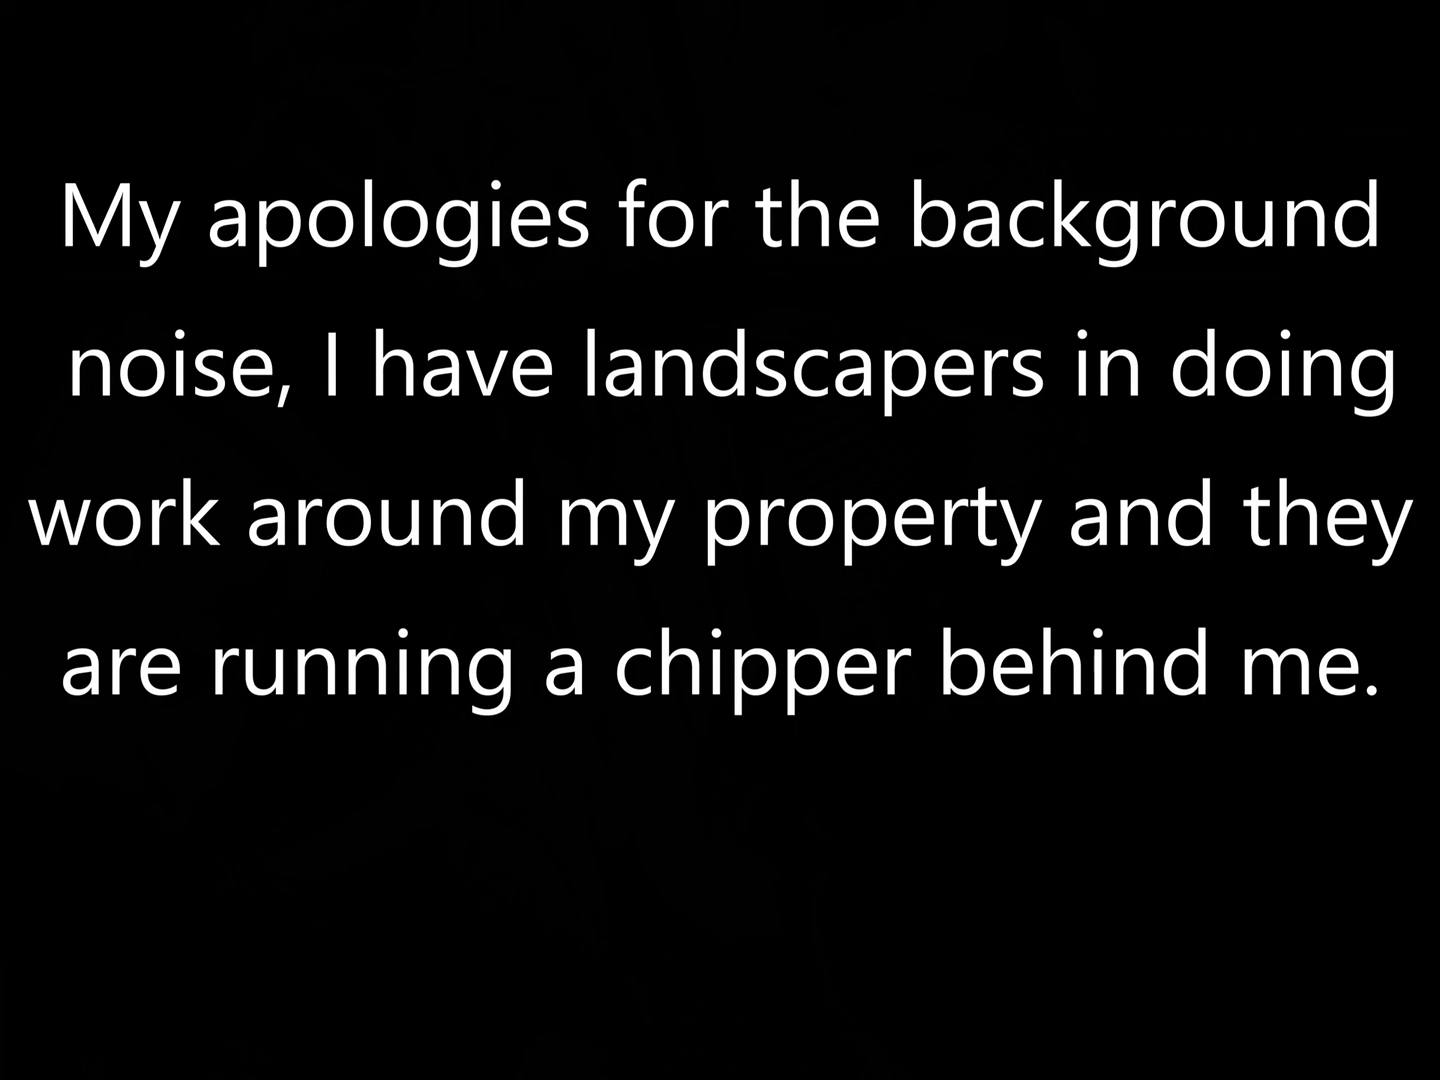 My apologies for the background
noise, I have landscapers in doing
work around my property and they
are running a chipper behind me.